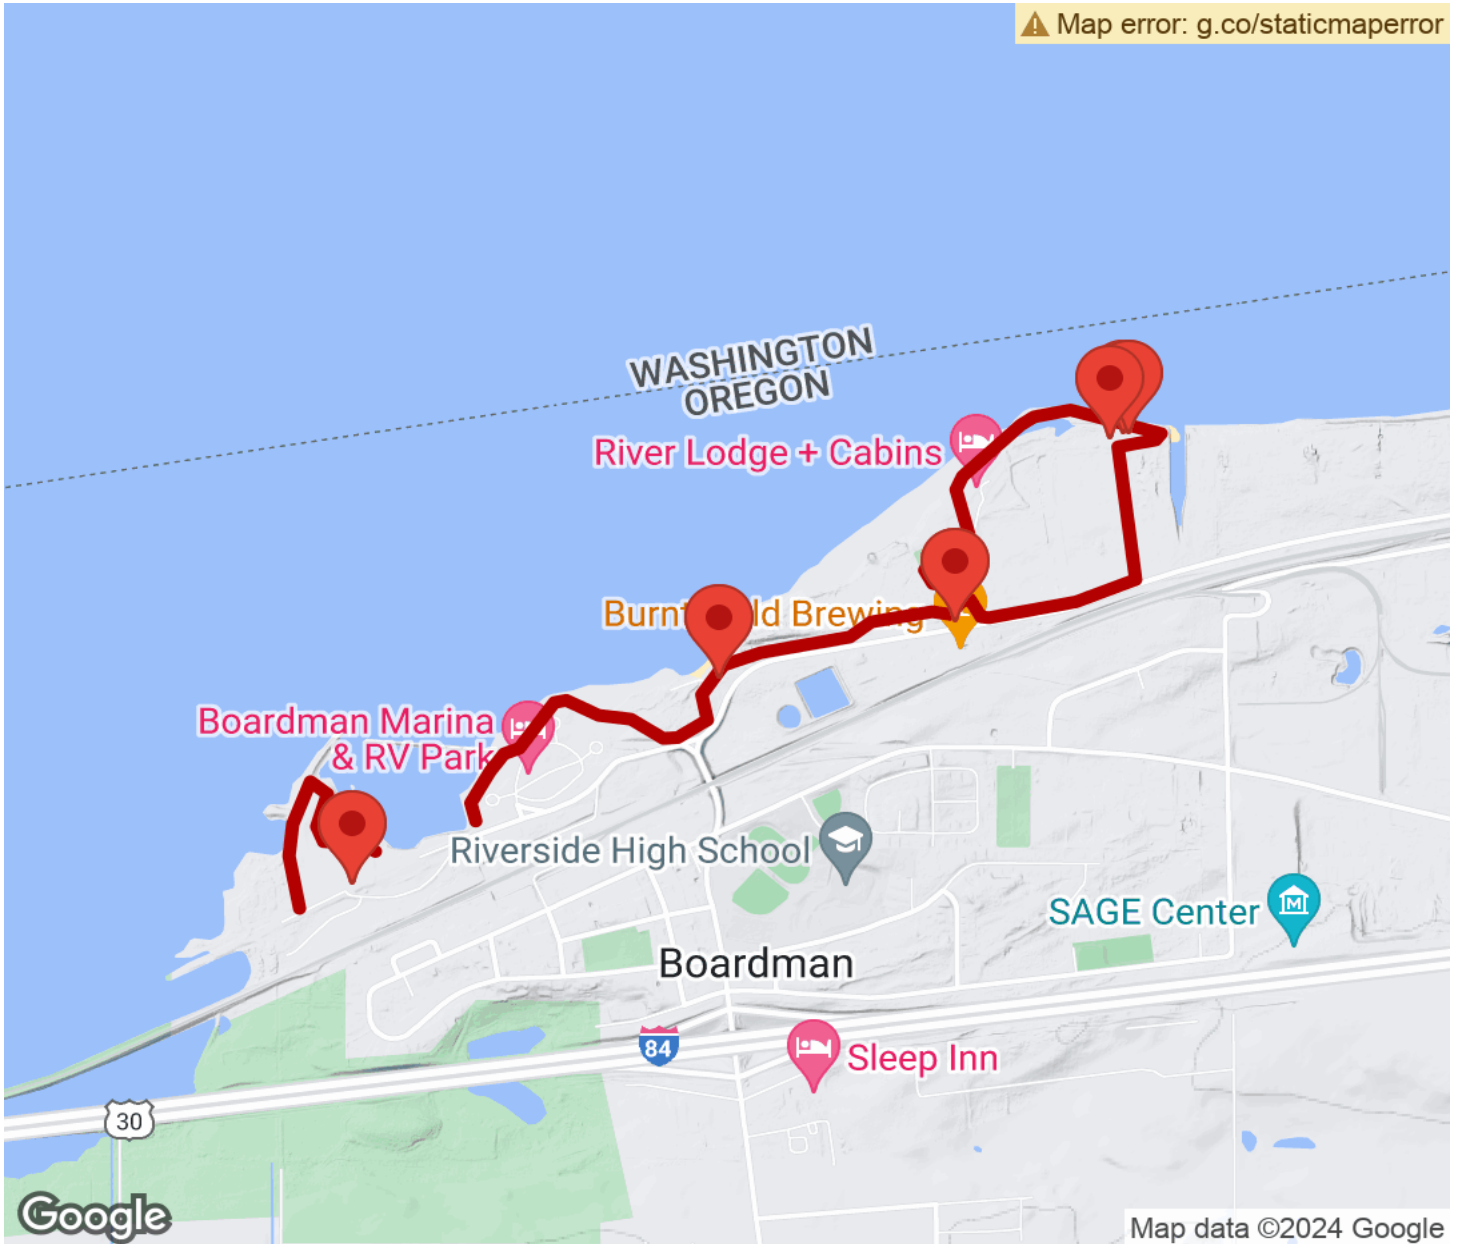 Map error: g.co/staticmaperror
WASHINGTON
OREGON
River Lodge + Cabins
Brewing
Boardman Marina
& RV Park
Riverside High School
SAGE Center
Boardman
84
Sleep Inn
30
Google
Map data ©2024 Google